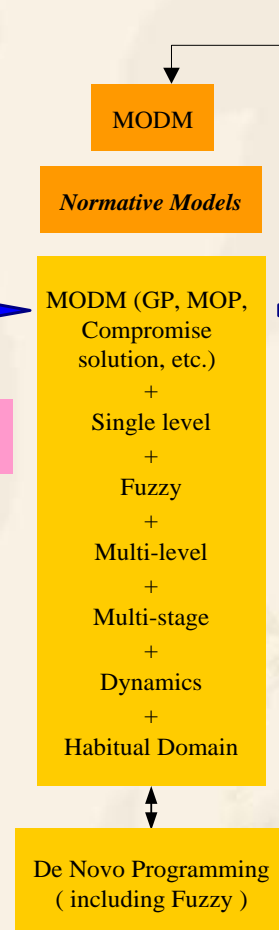 MODM
Normative Models
MODM (GP, MOP,
Compromise
solution, etc.)
+
Single level
+
Fuzzy
+
Multi-level
+
Multi-stage
+
Dynamics
+
Habitual Domain
De Novo Programming
( including Fuzzy )